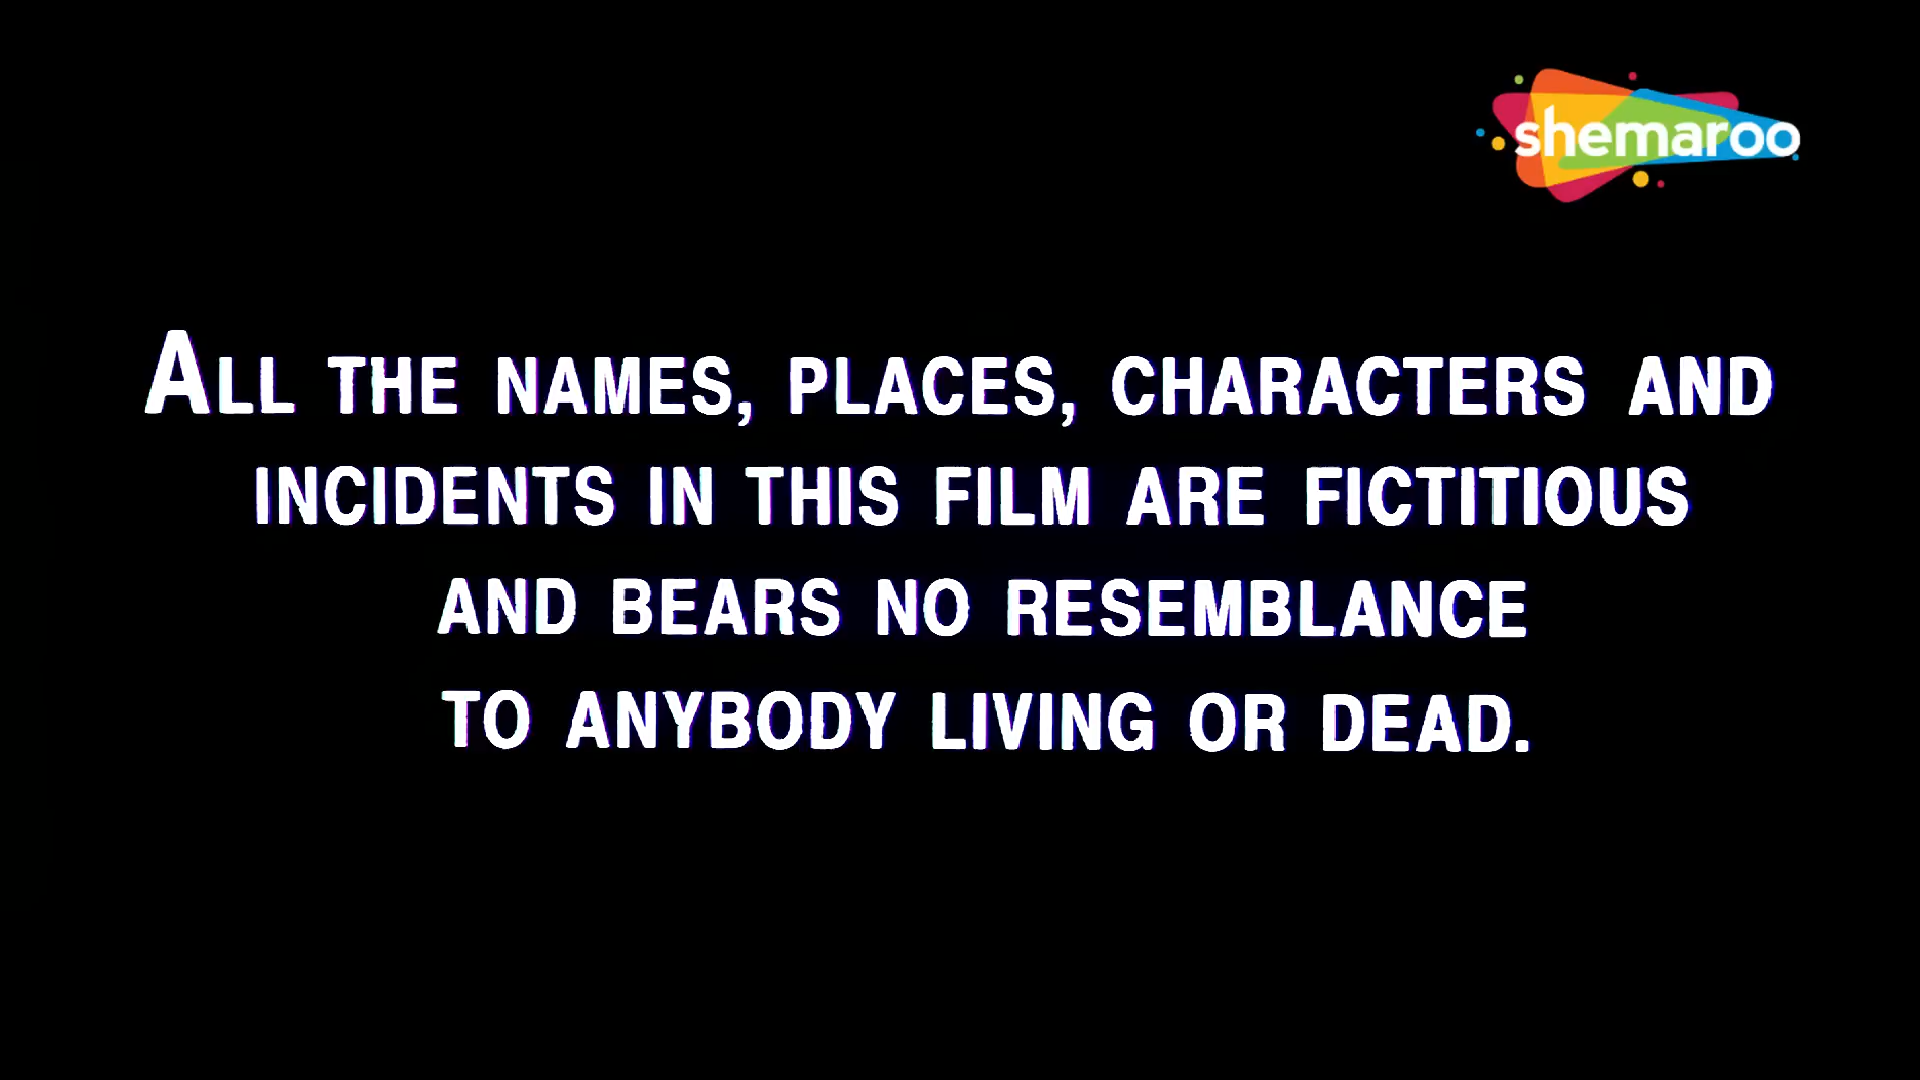 shemaroo
ALL THE NAMES, PLACES, CHARACTERS AND
INCIDENTS IN THIS FILM ARE FICTITIOUS
AND BEARS NO RESEMBLANCE
TO ANYBODY LIVING OR DEAD.